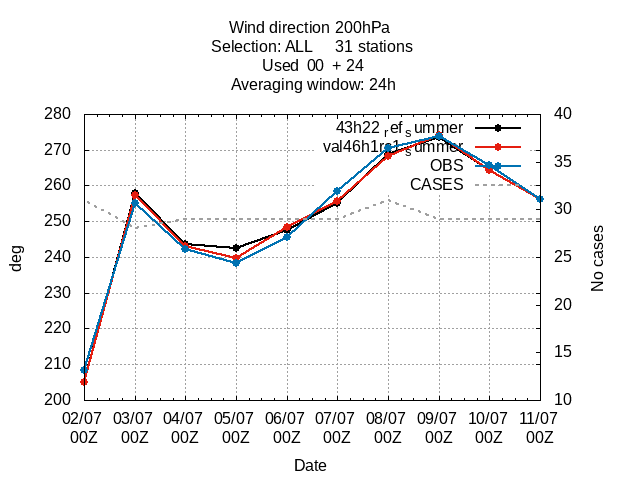 Wind direction 200hPa
Selection: ALL 31 stations
Used 00 + 24
Averaging window: 24h
43h22ref summer
val46h1re1summer
OBS
CASES
280
270
260
250
240
230
220
210
200
40
35
30
25
20
15
10
deg
No cases
02/07 03/07 04/07 05/07 06/07 07/07 08/07 09/07 10/07 11/07
00Z 00Z 00Z 00Z 00Z 00Z 00Z 00Z 00Z 00Z
Date